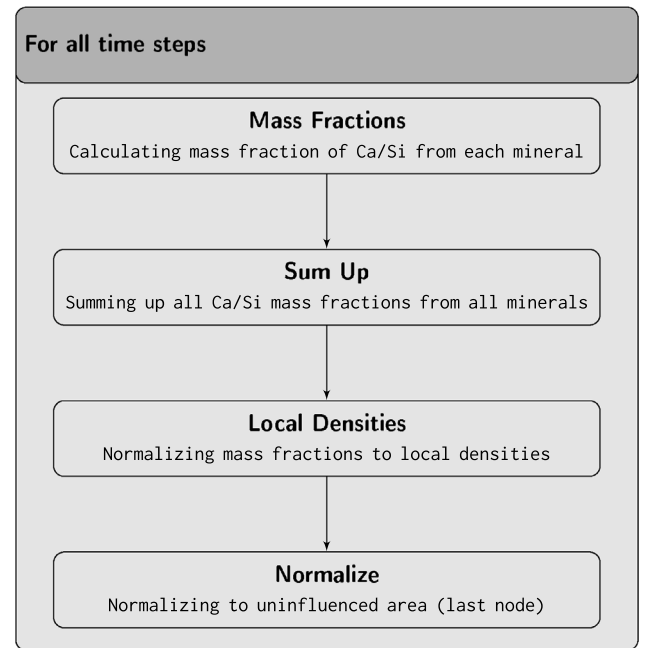 For all time steps
Mass Fractions
Calculating mass fraction of Ca/Si from each mineral
Sum Up
Summing up all Ca/Si mass fractions from all minerals
Local Densities
Normalizing mass fractions to local densities
Normalize
Normalizing to uninfluenced area (last node)